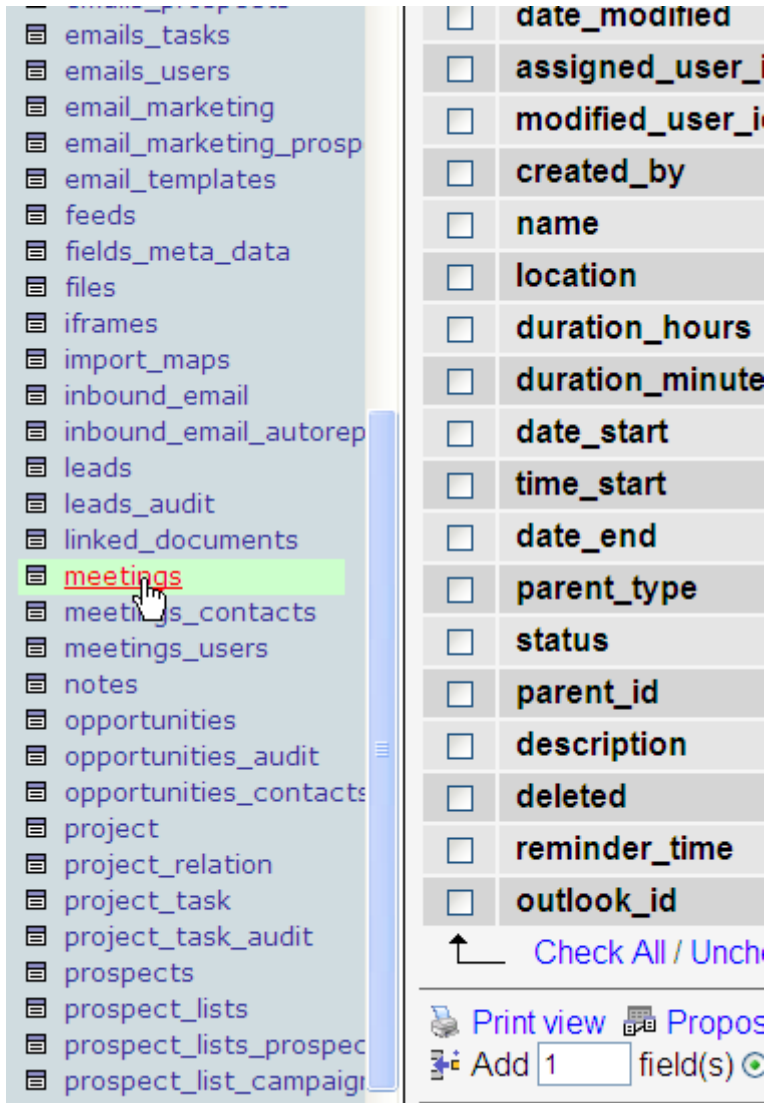 emails_prospects
emails_tasks
emails_users
email_marketing
email_marketing_prosp
email_templates
feeds
fields_meta_data
files
iframes
import_maps
inbound_email
inbound_email_autorep
leads
leads_audit
linked_documents
meetings
meetings_contacts
meetings_users
notes
opportunities
opportunities_audit
opportunities_contacts
project
project_relation
project_task
project_task_audit
prospects
prospect_lists
prospect_lists_prospec
prospect_list_campaign
date_modified
assigned_user_i
modified_user_i
created_by
name
location
duration_hours
duration_minute
date_start
time_start
date_end
parent_type
status
parent_id
description
deleted
reminder_time
outlook_id
Check All / Unche
Print view Propos
Add 1 field(s)